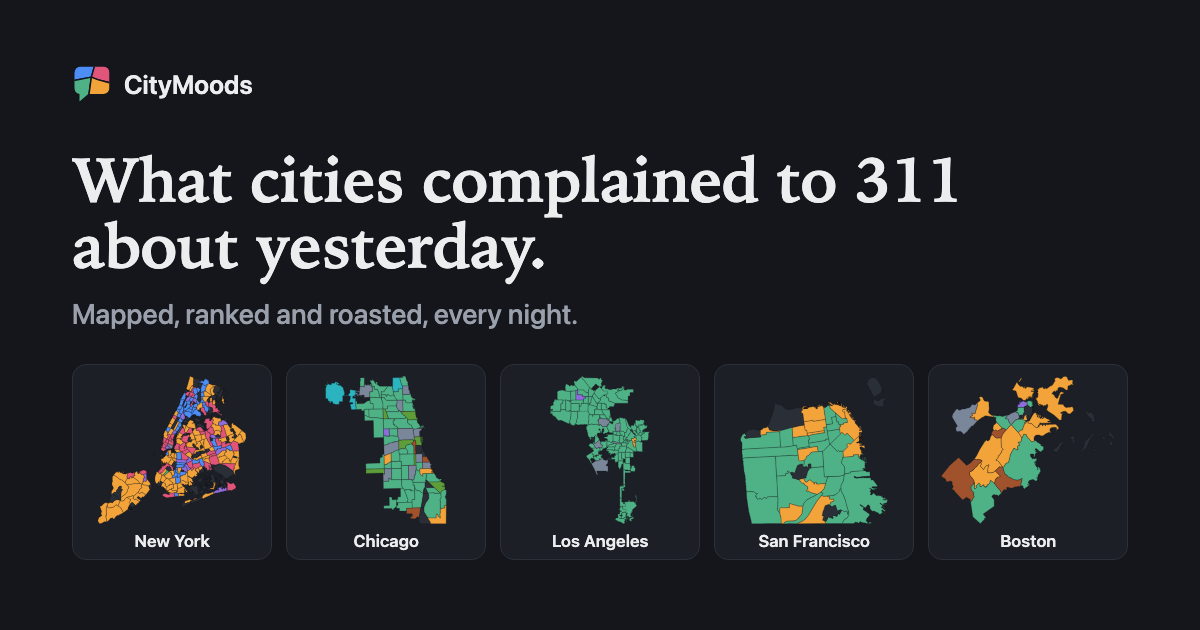 CityMoods
What cities complained to 311
about yesterday.
Mapped, ranked and roasted, every night.
New York
Chicago
Los Angeles
San Francisco
Boston